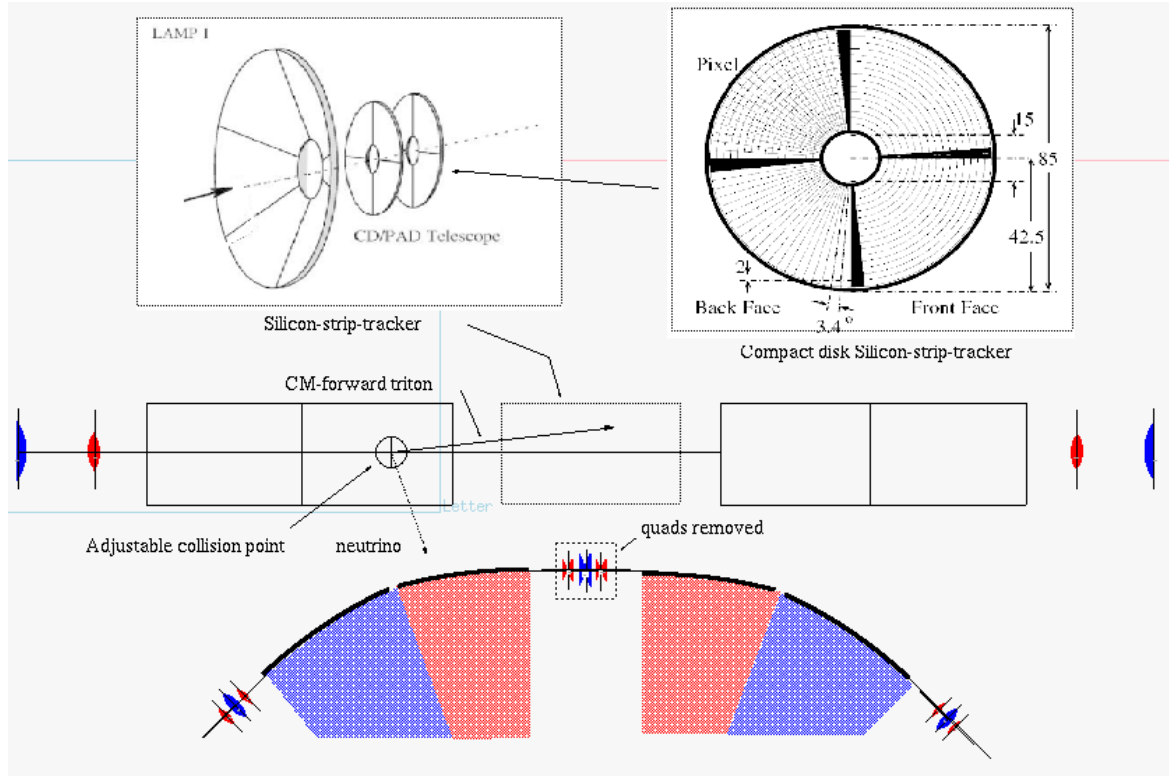 LAMP 1
CD/PAD Telescope
Pixel
15
85
42.5
2
Back Face
Front Face
3.4°
Silicon-strip-tracker
Compact disk Silicon-strip-tracker
CM-forward triton
Letter
Adjustable collision point
neutrino
quads removed